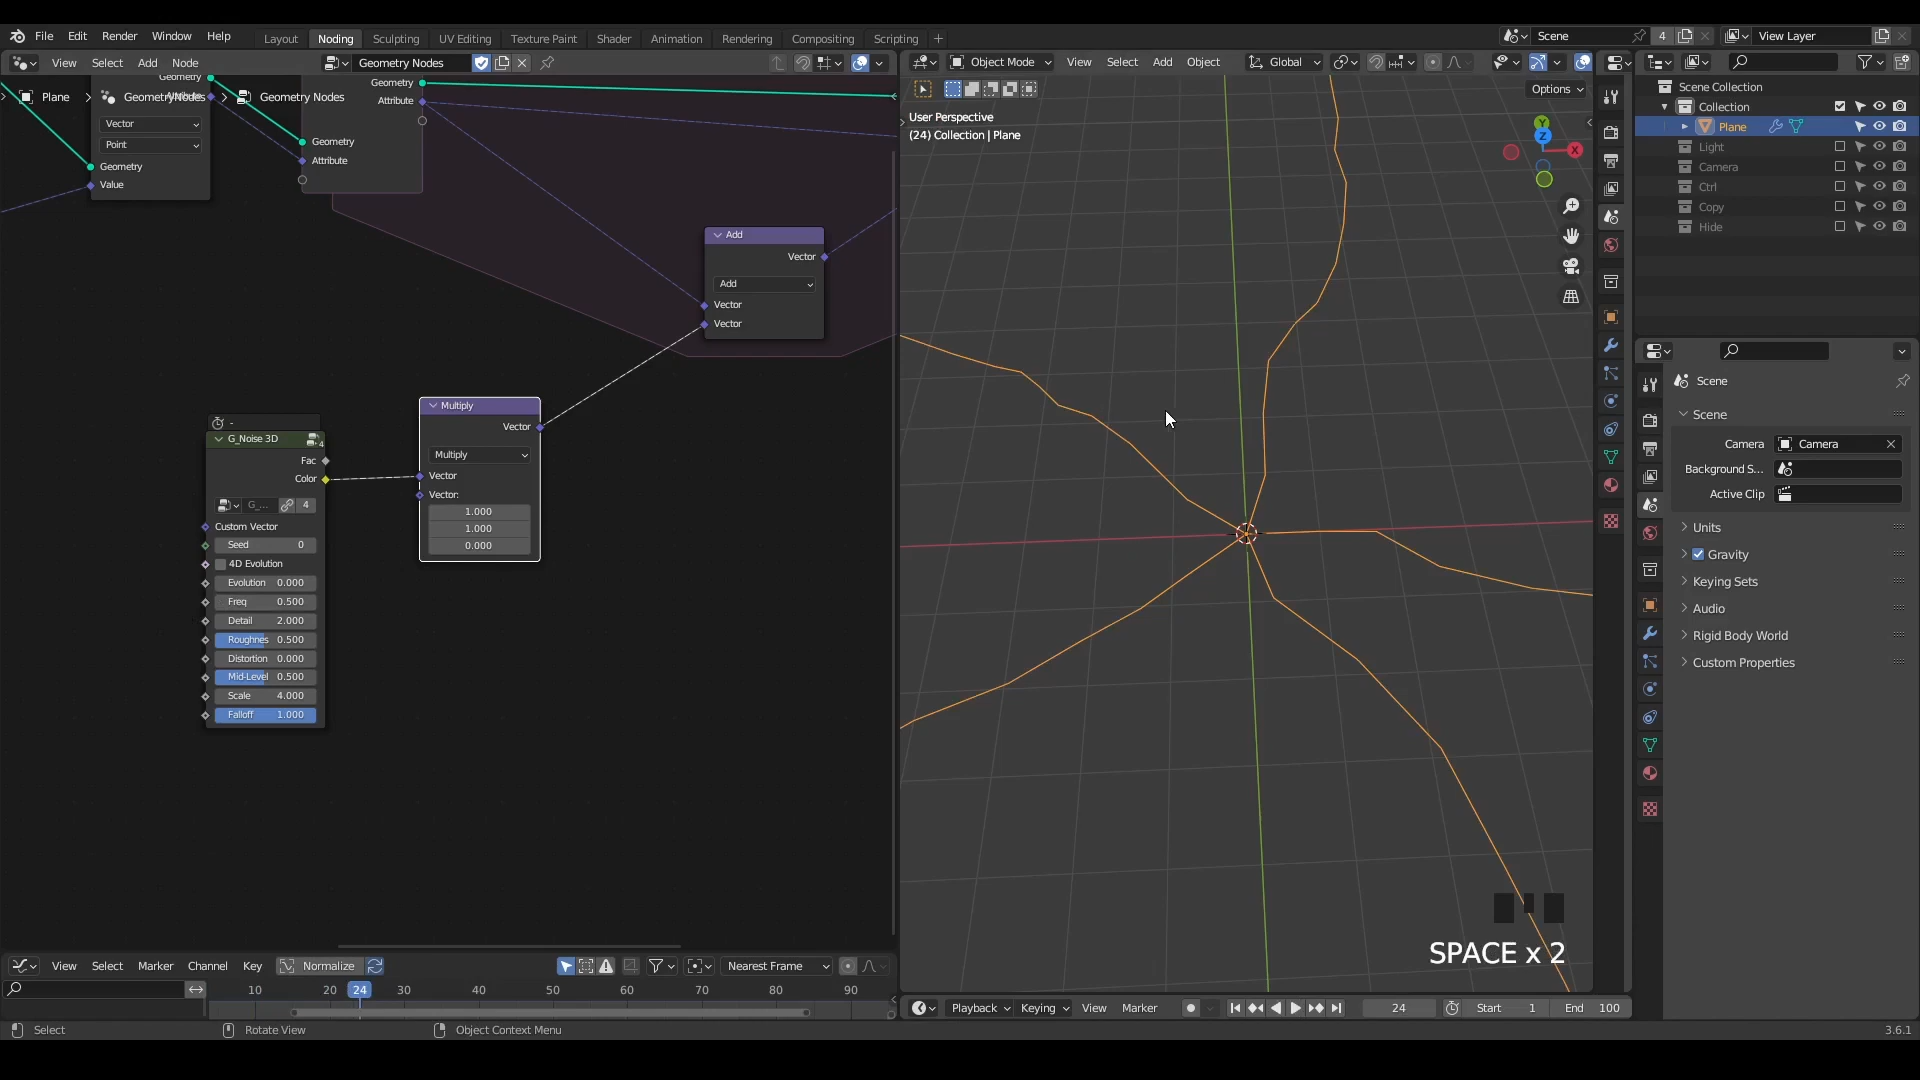 File Edit Render Window Help Layout Noding Sculpting UV Editing Texture Paint Shader Animation Rendering Compositing Scripting + Scene 4 View Layer
View Select Add Node Geometry Nodes Object Mode View Select Add Object Global
Options
Plane > Geometry Nodes > Geometry Nodes
Geometry
Vector
Point
Geometry
Value
Geometry
Attribute
Geometry
Attribute
Add
Vector
Add
Vector
Vector
Multiply
Vector
Multiply
Vector
Vector:
1.000
1.000
0.000
-
G_Noise 3D
4
Fac
Color
G_... 4
Custom Vector
Seed 0
4D Evolution
Evolution 0.000
Freq 0.500
Detail 2.000
Roughnes 0.500
Distortion 0.000
Mid-Level 0.500
Scale 4.000
Falloff 1.000
User Perspective
(24) Collection | Plane
Y
Z
X
SPACE x 2
Scene Collection
Collection
Plane
Light
Camera
Ctrl
Copy
Hide
Scene
Scene
Camera Camera
Background S...
Active Clip
Units
Gravity
Keying Sets
Audio
Rigid Body World
Custom Properties
View Select Marker Channel Key Normalize Nearest Frame
10 20 24 30 40 50 60 70 80 90
Playback Keying View Marker 24 Start 1 End 100
Select Rotate View Object Context Menu 3.6.1